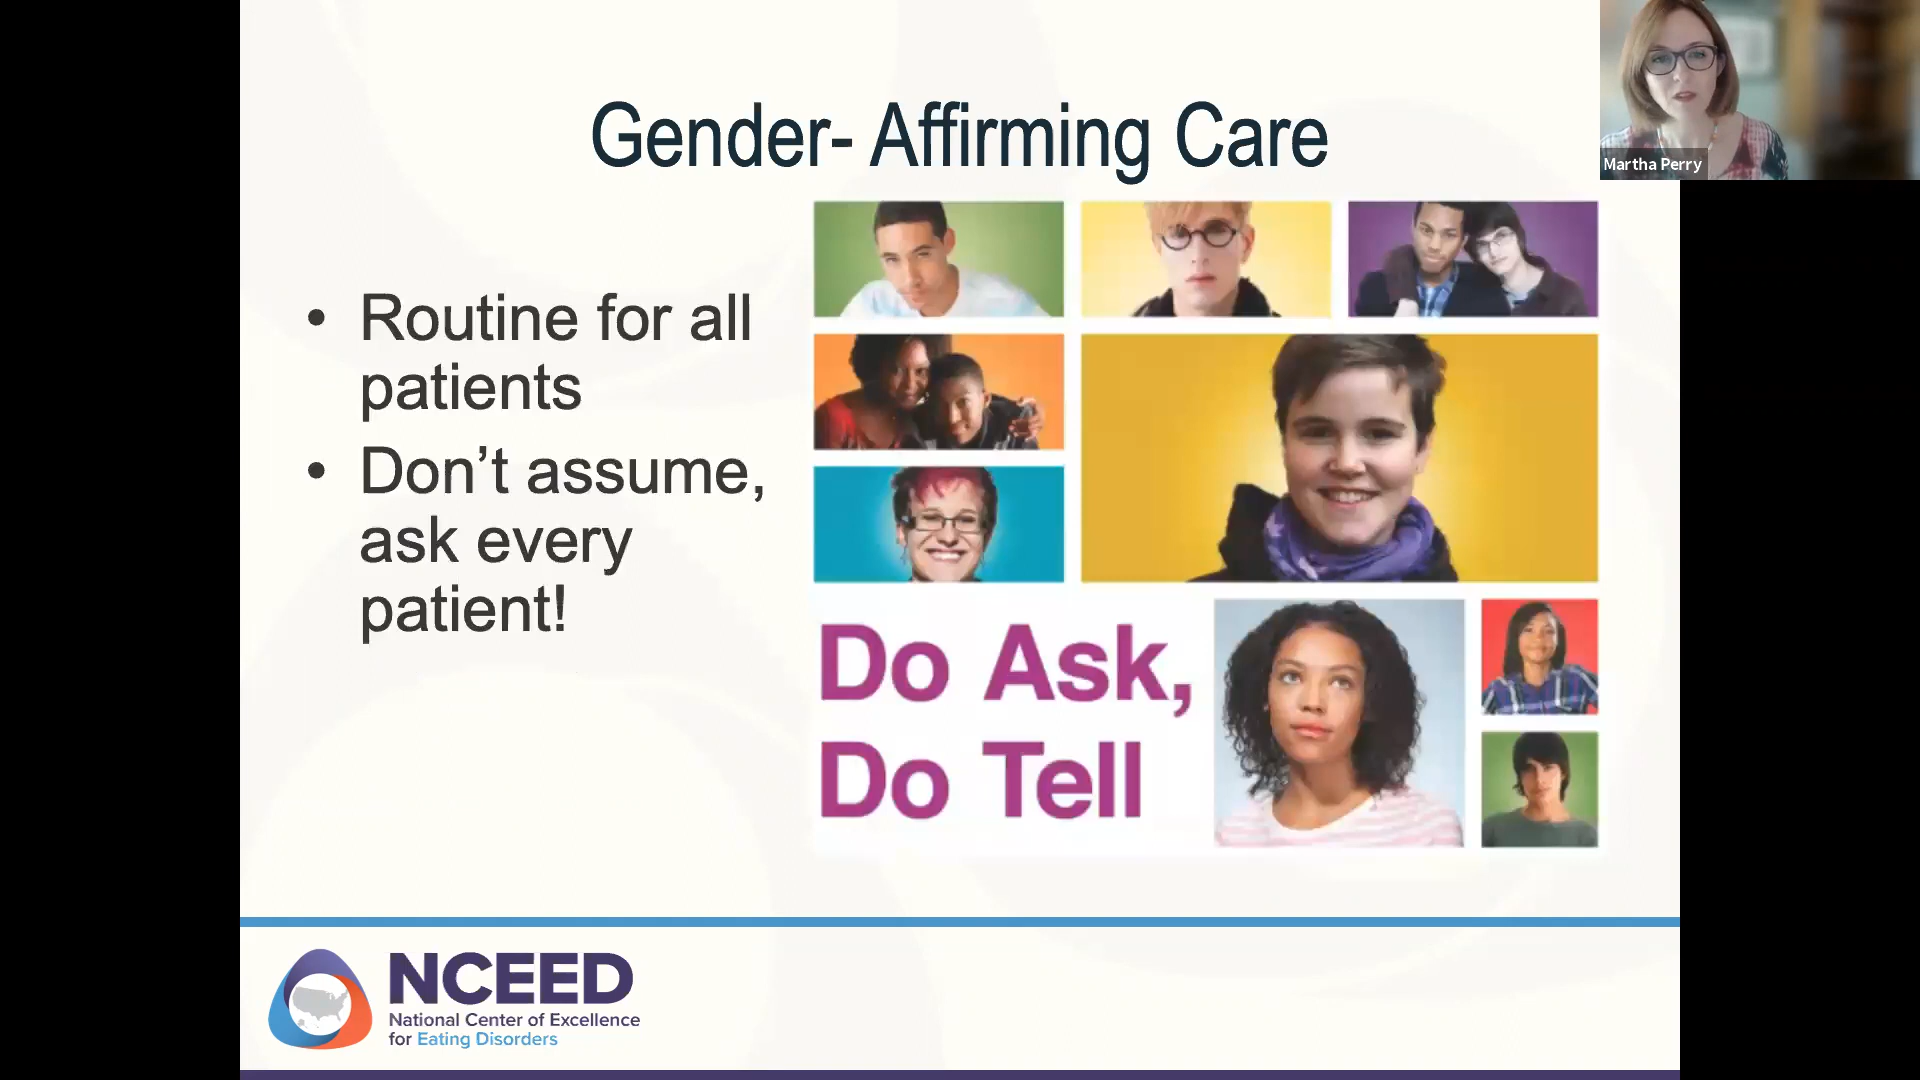 Gender- Affirming Care
Martha Perry
• Routine for all
patients
• Don’t assume,
ask every
patient!
Do Ask,
Do Tell
NCEED
National Center of Excellence
for Eating Disorders